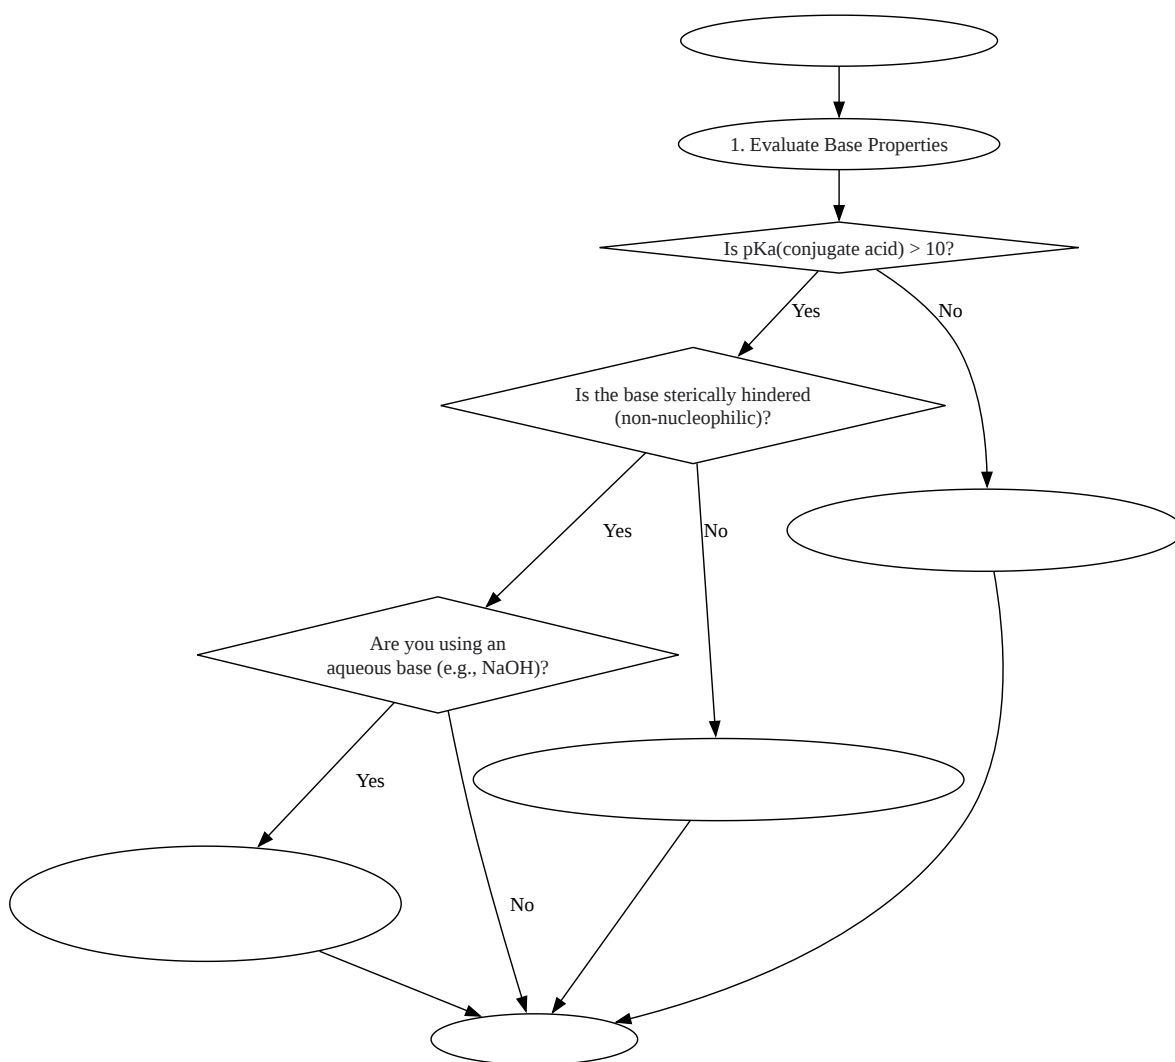 1. Evaluate Base Properties
Is pKa(conjugate acid) > 10?
Yes
No
Is the base sterically hindered
(non-nucleophilic)?
Yes
No
Are you using an
aqueous base (e.g., NaOH)?
Yes
No